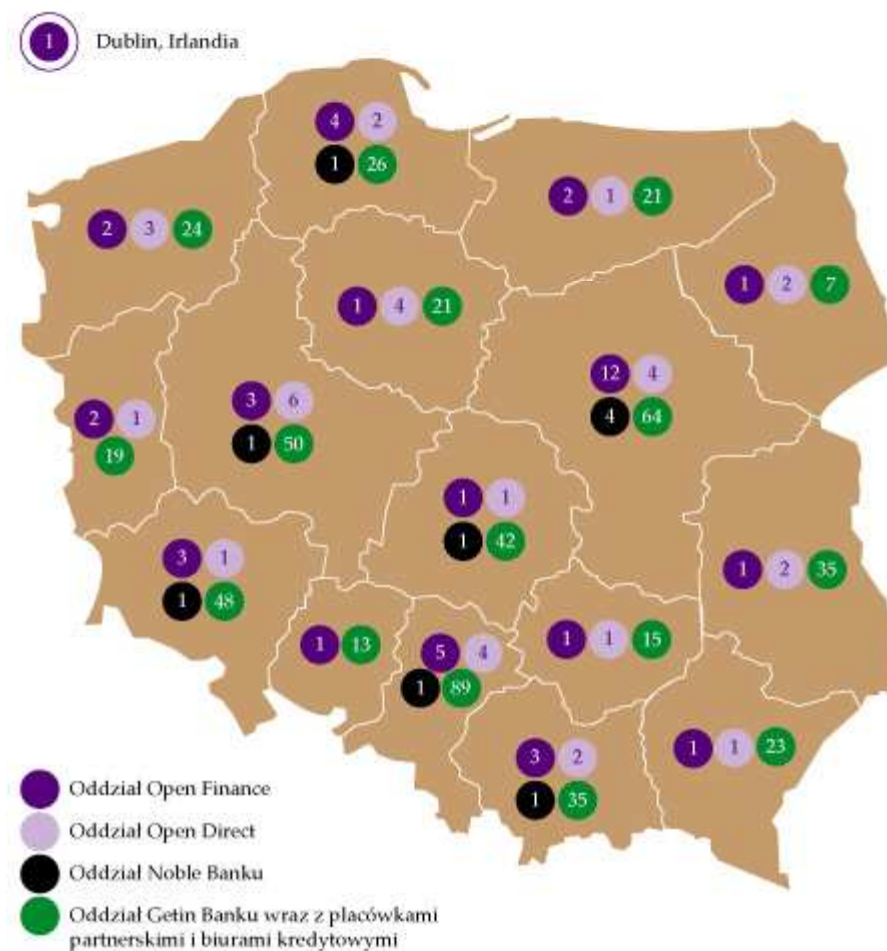 1 Dublin, Irlandia
4 2
1 26
2 1 21
2 3 24
1 2 7
1 4 21
12 4
4 64
3 6
1 50
2 1
19
1 1
1 42
3 1
1 48
1 2 35
1 13
5 4
1 89
1 1 15
3 2
1 35
1 1 23
Oddział Open Finance
Oddział Open Direct
Oddział Noble Banku
Oddział Getin Banku wraz z placówkami
partnerskimi i biurami kredytowymi